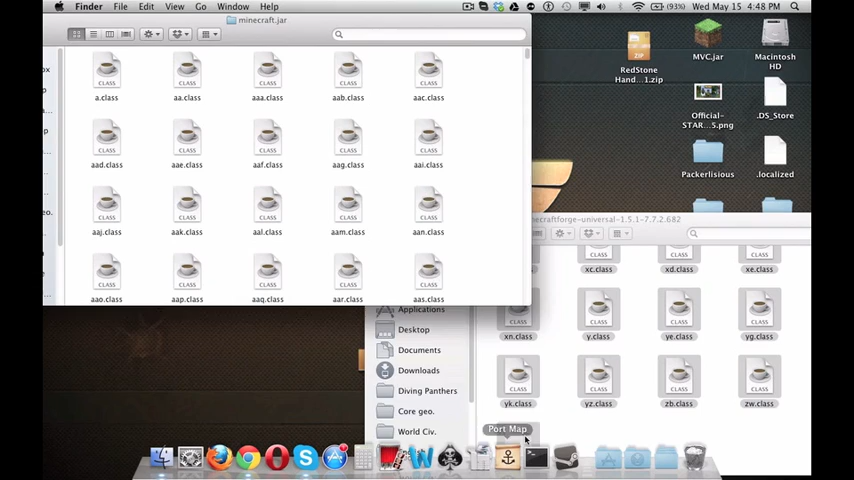 Finder File Edit View Go Window Help
(93%) Wed May 15 4:48 PM
minecraft.jar
a.class aa.class aaa.class aab.class aac.class
aad.class aae.class aaf.class aag.class aai.class
aaj.class aak.class aal.class aam.class aan.class
aao.class aap.class aaq.class aar.class aas.class
RedStone
Hand...1.zip
MVC.jar
Macintosh
HD
Official-
STAR...5.png
.DS_Store
Packerlisious
.localized
necraftforge-universal-1.5.1-7.7.2.682
xc.class xd.class xe.class
xn.class y.class ye.class yg.class
yk.class yz.class zb.class zw.class
Applications
Desktop
Documents
Downloads
Diving Panthers
Core geo.
World Civ.
Port Map